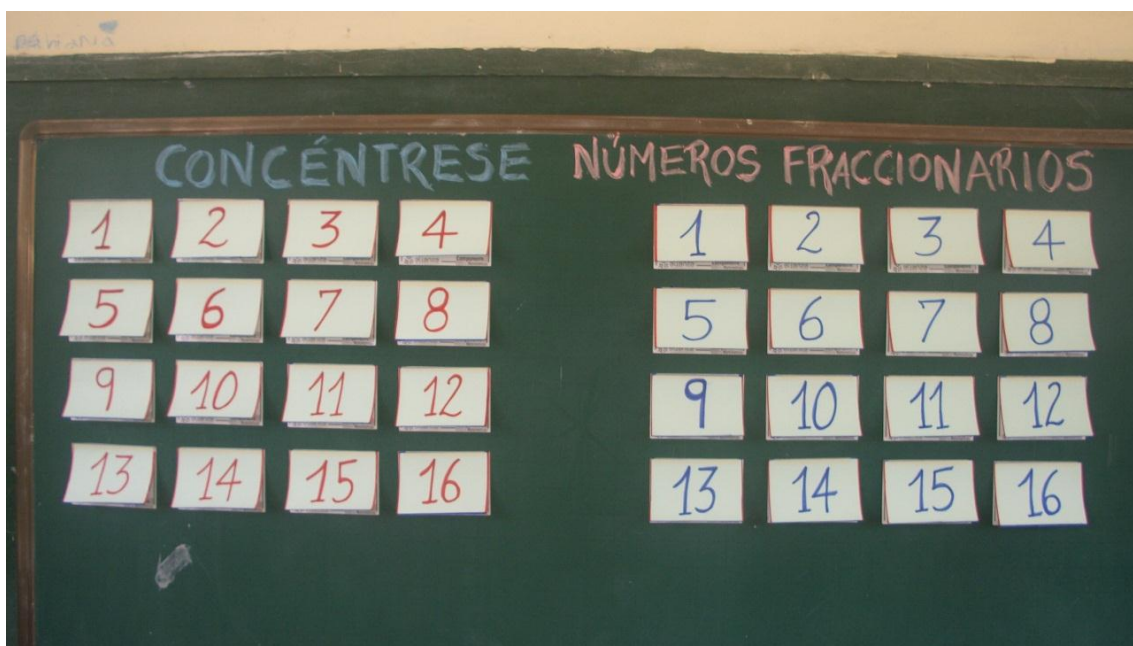 CONCÉNTRESE NÚMEROS FRACCIONARIOS
1 2 3 4 1 2 3 4
5 6 7 8 5 6 7 8
9 10 11 12 9 10 11 12
13 14 15 16 13 14 15 16